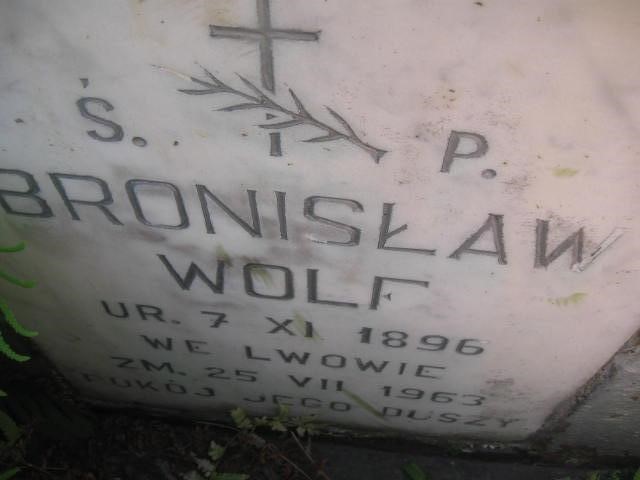 Ś. i P.
BRONISŁAW
WOLF
UR. 7 XI 1896
WE LWOWIE
ZM. 25 VII 1963
POKÓJ JEGO DUSZY